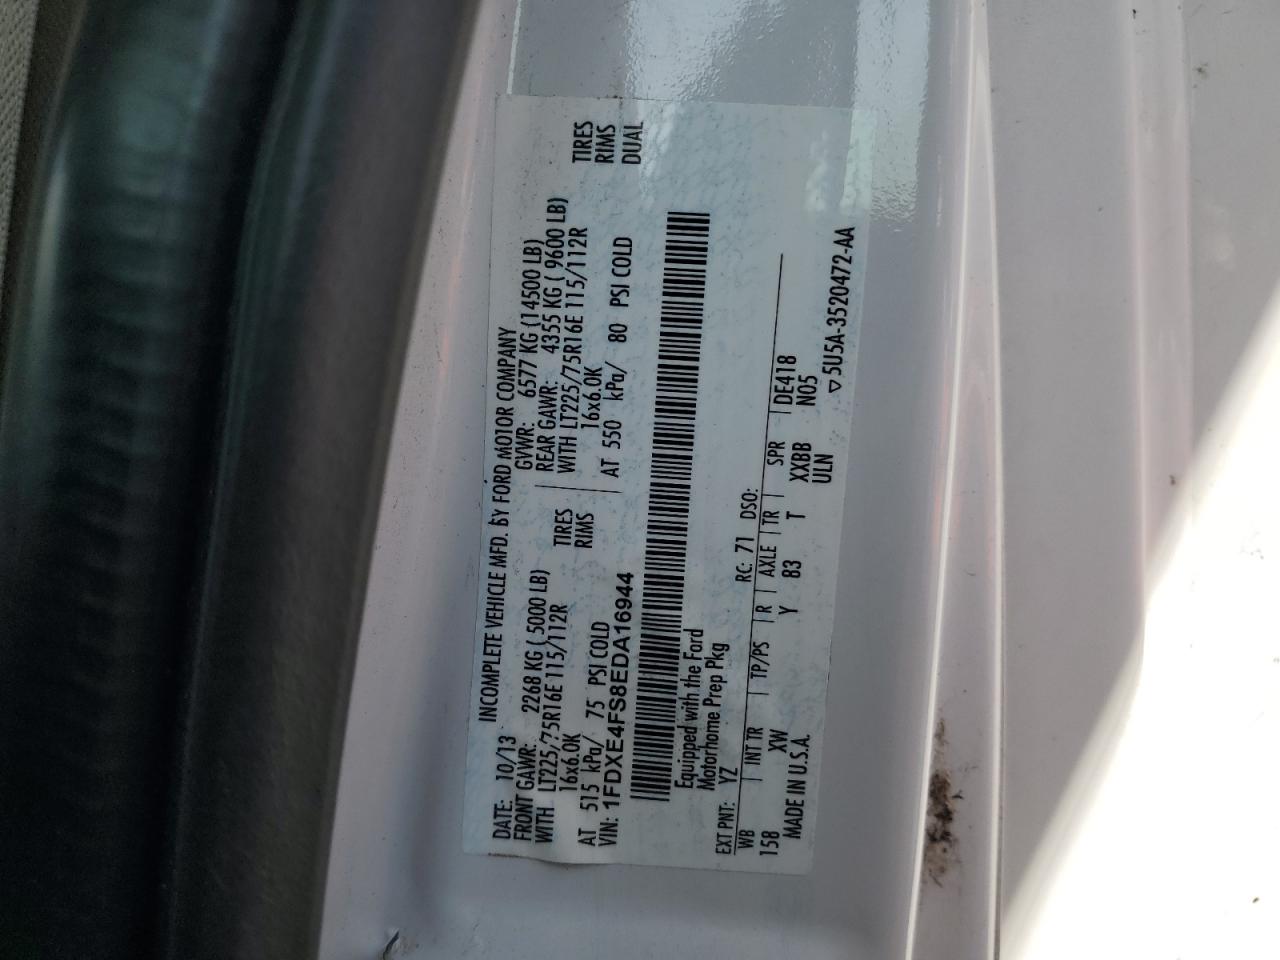 DATE: 10/13 INCOMPLETE VEHICLE MFD. by FORD MOTOR COMPANY
FRONT GAWR: 2268 KG ( 5000 LB) GVWR: 6577 KG (14500 LB)
WITH LT225/75R16E 115/112R TIRES REAR GAWR: 4355 KG ( 9600 LB)
16x6.0K RIMS WITH LT225/75R16E 115/112R TIRES
AT 515 kPa/ 75 PSI COLD 16x6.0K RIMS
VIN: 1FDXE4FS8EDA16944 AT 550 kPa/ 80 PSI COLD DUAL
Equipped with the Ford
Motorhome Prep Pkg
EXT PNT: YZ RC: 71 DSO:
WB INT TR TP/PS R AXLE TR SPR DE418
158 XW Y 83 T XXBB N05
MADE IN U.S.A. ULN
▽5U5A-3520472-AA